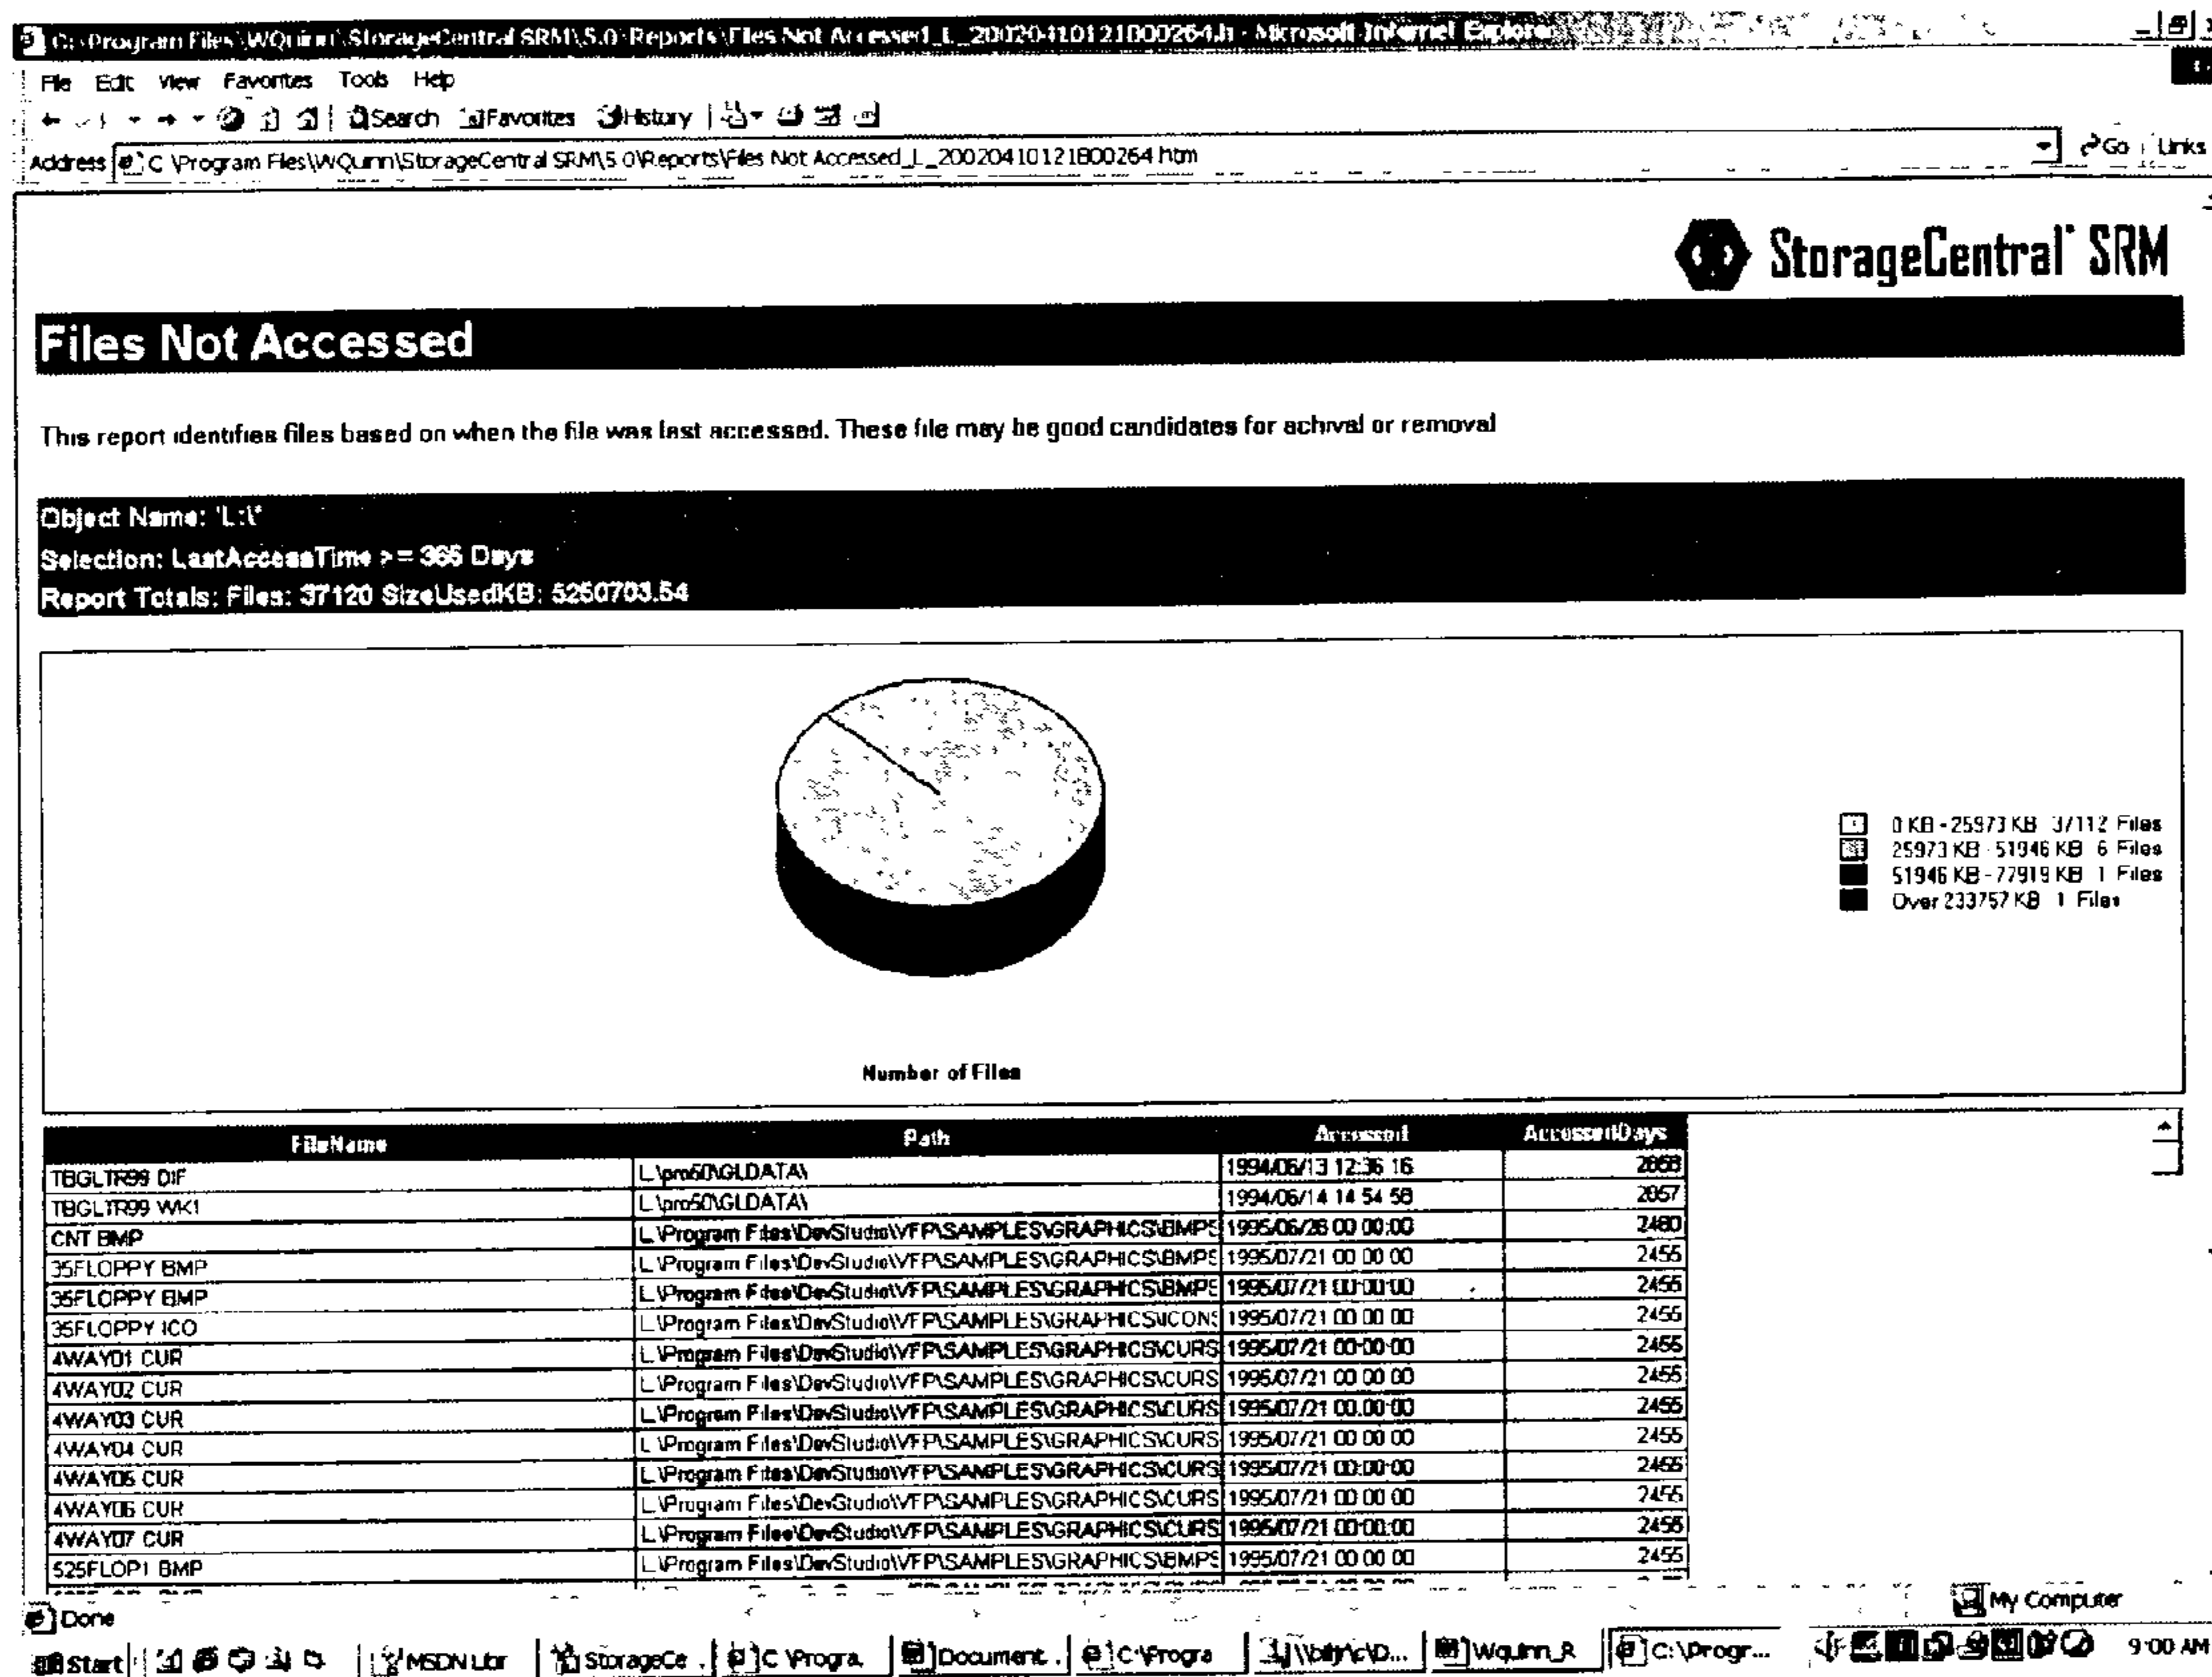 C:\Program Files\WQuinn\StorageCentral SRM\5.0\Reports\Files Not Accessed_L_20020410121800264.h - Microsoft Internet Explorer
File Edit View Favorites Tools Help
Search Favorites History
Address C:\Program Files\WQuinn\StorageCentral SRM\5.0\Reports\Files Not Accessed_L_20020410121800264.htm Go Links
StorageCentral SRM
Files Not Accessed
This report identifies files based on when the file was last accessed. These file may be good candidates for achival or removal
Object Name: 'L:\'
Selection: LastAccessTime >= 365 Days
Report Totals: Files: 37120 SizeUsedKB: 5250703.54
0 KB - 25973 KB 37112 Files
25973 KB - 51946 KB 6 Files
51946 KB - 77919 KB 1 Files
Over 233757 KB 1 Files
Number of Files
FileName Path Accessed AccessedDays
TBGLTR99 DIF L:\pro50\GLDATA\ 1994/06/13 12:36 16
TBGLTR99 WK1 L:\pro50\GLDATA\ 1994/06/14 14 54 58
CNT BMP L:\Program Files\DevStudio\VFP\SAMPLES\GRAPHICS\BMPS 1995/06/26 00 00:00 2480
35FLOPPY BMP L:\Program Files\DevStudio\VFP\SAMPLES\GRAPHICS\BMPS 1995/07/21 00 00 00 2455
35FLOPPY BMP L:\Program Files\DevStudio\VFP\SAMPLES\GRAPHICS\BMPS 1995/07/21 00:00:00 2455
35FLOPPY ICO L:\Program Files\DevStudio\VFP\SAMPLES\GRAPHICS\ICONS 1995/07/21 00 00 00 2455
4WAY01 CUR L:\Program Files\DevStudio\VFP\SAMPLES\GRAPHICS\CURS 1995/07/21 00:00:00 2455
4WAY02 CUR L:\Program Files\DevStudio\VFP\SAMPLES\GRAPHICS\CURS 1995/07/21 00 00 00 2455
4WAY03 CUR L:\Program Files\DevStudio\VFP\SAMPLES\GRAPHICS\CURS 1995/07/21 00:00:00 2455
4WAY04 CUR L:\Program Files\DevStudio\VFP\SAMPLES\GRAPHICS\CURS 1995/07/21 00 00 00 2455
4WAY05 CUR L:\Program Files\DevStudio\VFP\SAMPLES\GRAPHICS\CURS 1995/07/21 00:00:00 2455
4WAY06 CUR L:\Program Files\DevStudio\VFP\SAMPLES\GRAPHICS\CURS 1995/07/21 00 00 00 2455
4WAY07 CUR L:\Program Files\DevStudio\VFP\SAMPLES\GRAPHICS\CURS 1995/07/21 00:00:00 2455
525FLOP1 BMP L:\Program Files\DevStudio\VFP\SAMPLES\GRAPHICS\BMPS 1995/07/21 00 00 00 2455
Done My Computer
Start MSDN Libr StorageCe . C:\Progra. Document . C:\Progra Wquinn_R C:\Progr... 9:00 AM